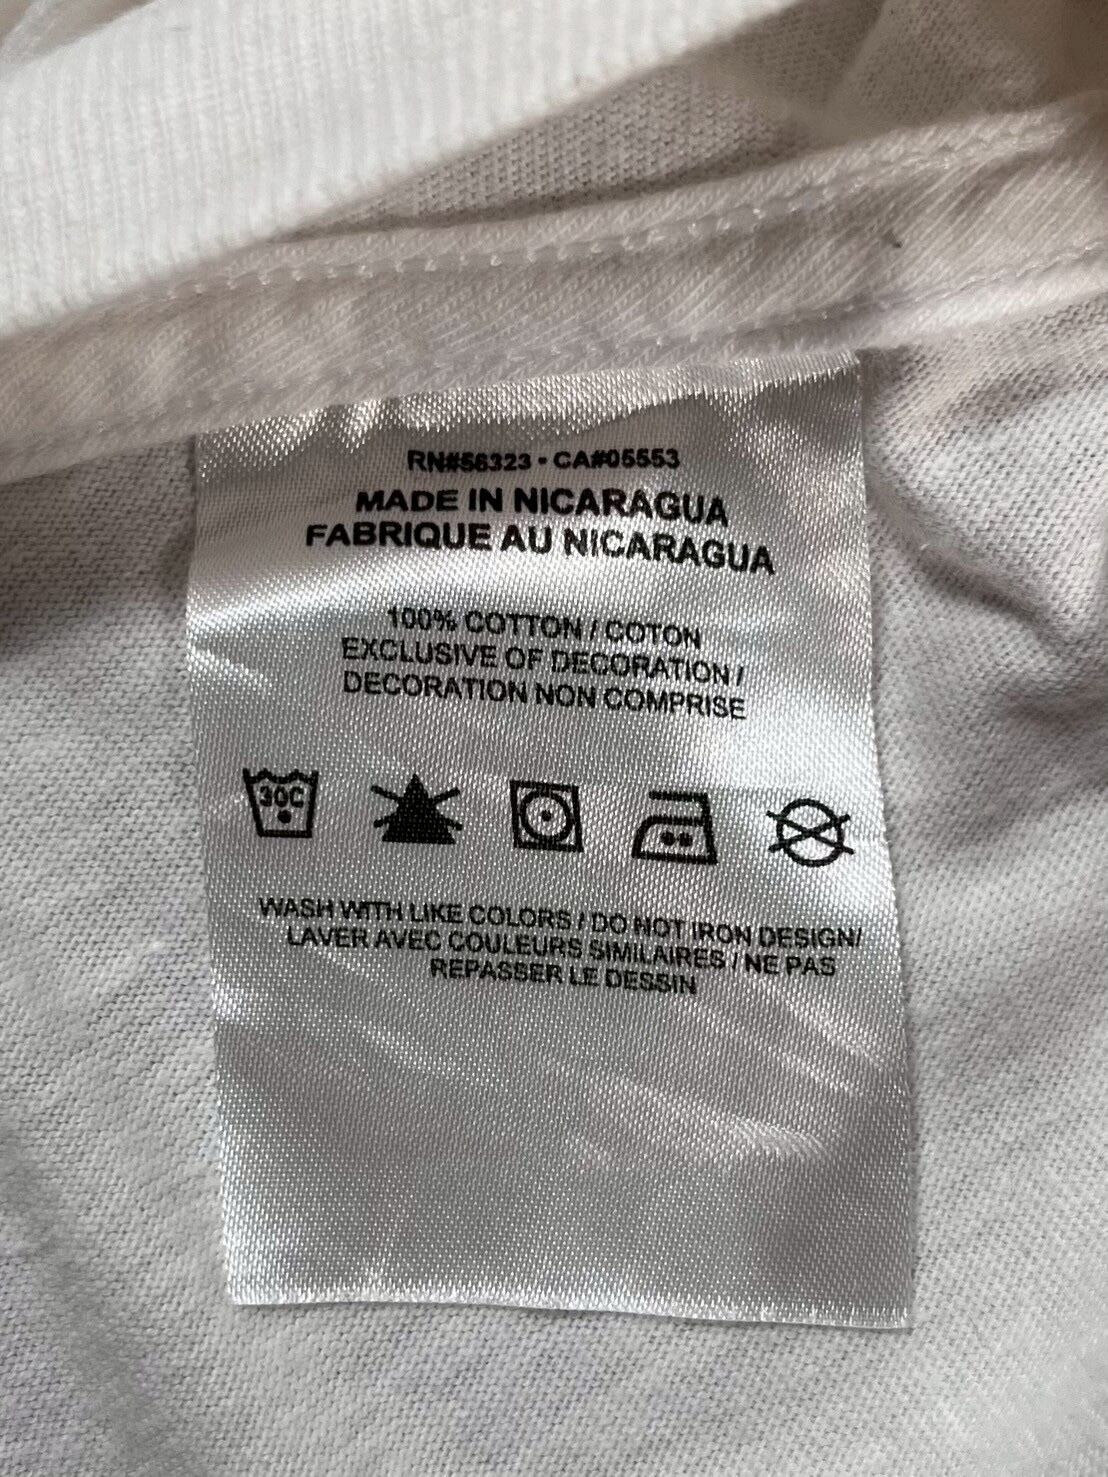 RN#56323 • CA#05553
MADE IN NICARAGUA
FABRIQUE AU NICARAGUA
100% COTTON / COTON
EXCLUSIVE OF DECORATION /
DECORATION NON COMPRISE
30C
WASH WITH LIKE COLORS / DO NOT IRON DESIGN/
LAVER AVEC COULEURS SIMILAIRES / NE PAS
REPASSER LE DESSIN